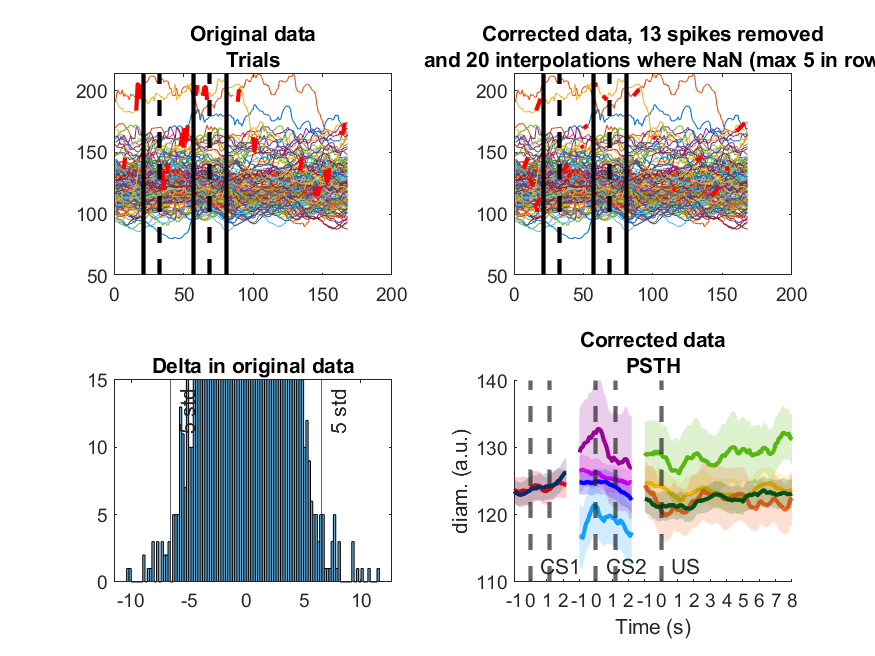 Original data
Trials
200
150
100
50
0 50 100 150 200
Corrected data, 13 spikes removed
and 20 interpolations where NaN (max 5 in row
200
150
100
50
0 50 100 150 200
Delta in original data
15
10
5
0
5 std
5 std
-10 -5 0 5 10
Corrected data
PSTH
140
130
120
110
diam. (a.u.)
CS1 CS2 US
-1 0 1 2 -1 0 1 2 -1 0 1 2 3 4 5 6 7 8
Time (s)